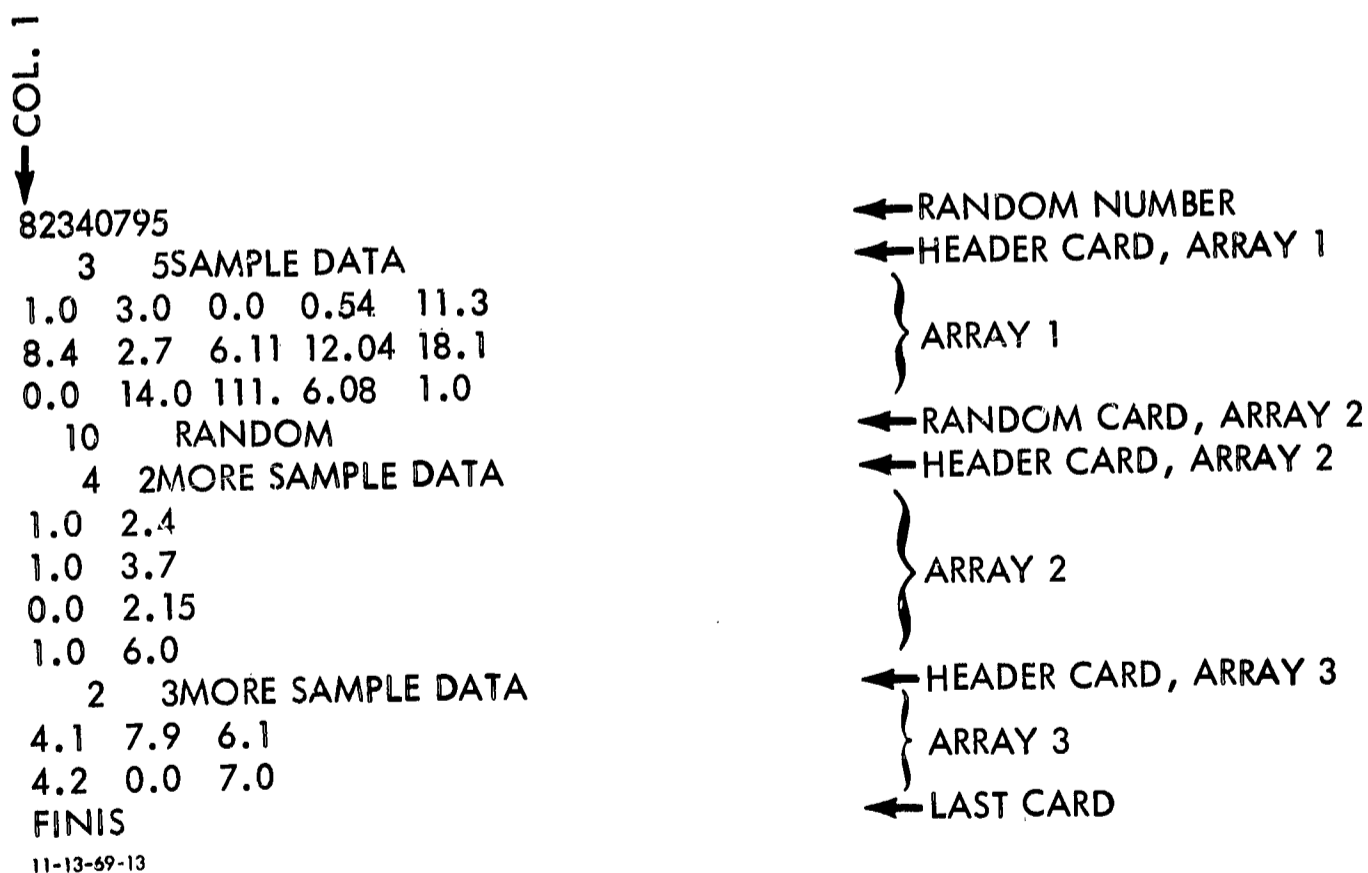 COL. 1
82340795 RANDOM NUMBER
3 5SAMPLE DATA HEADER CARD, ARRAY 1
1.0 3.0 0.0 0.54 11.3
8.4 2.7 6.11 12.04 18.1 ARRAY 1
0.0 14.0 111. 6.08 1.0
10 RANDOM RANDOM CARD, ARRAY 2
4 2MORE SAMPLE DATA HEADER CARD, ARRAY 2
1.0 2.4
1.0 3.7 ARRAY 2
0.0 2.15
1.0 6.0
2 3MORE SAMPLE DATA HEADER CARD, ARRAY 3
4.1 7.9 6.1 ARRAY 3
4.2 0.0 7.0
FINIS LAST CARD
11-13-69-13